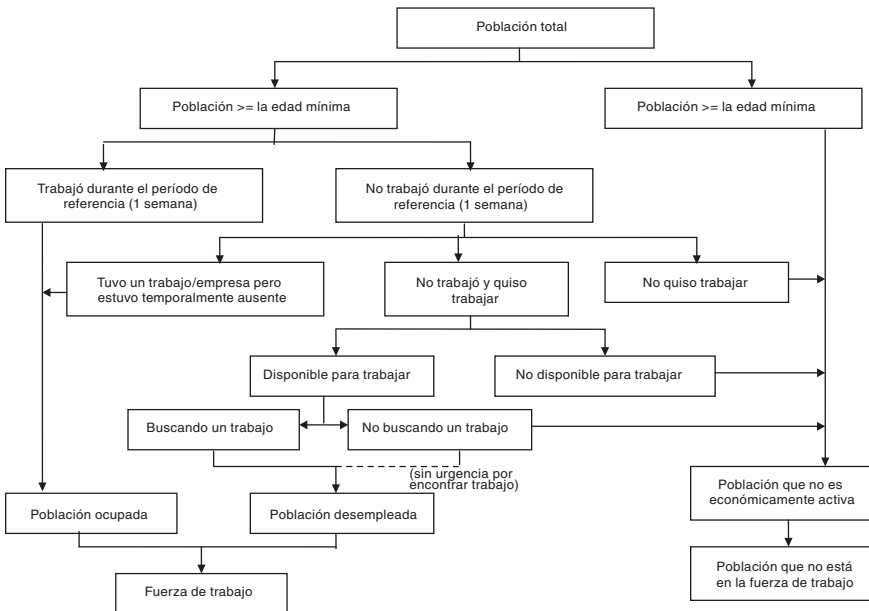 Población total
Población >= la edad mínima
Población >= la edad mínima
Trabajó durante el período de
referencia (1 semana)
No trabajó durante el período de
referencia (1 semana)
Tuvo un trabajo/empresa pero
estuvo temporalmente ausente
No trabajó y quiso
trabajar
No quiso trabajar
Disponible para trabajar
No disponible para trabajar
Buscando un trabajo
No buscando un trabajo
(sin urgencia por
encontrar trabajo)
Población que no es
económicamente activa
Población ocupada
Población desempleada
Población que no está
en la fuerza de trabajo
Fuerza de trabajo